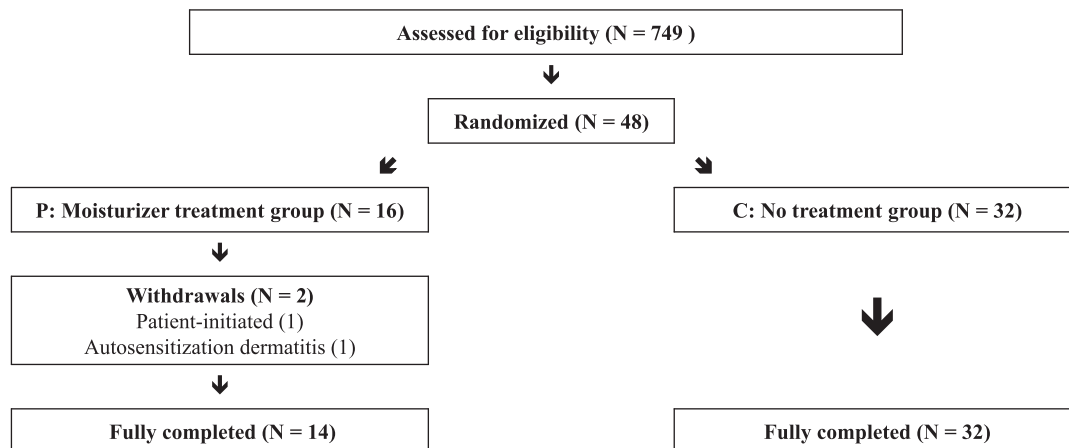 Assessed for eligibility (N = 749 )
Randomized (N = 48)
P: Moisturizer treatment group (N = 16)
C: No treatment group (N = 32)
Withdrawals (N = 2)
Patient-initiated (1)
Autosensitization dermatitis (1)
Fully completed (N = 14)
Fully completed (N = 32)